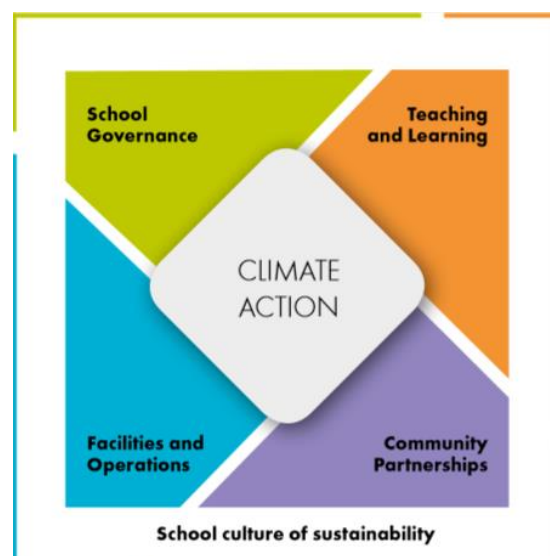 School
Governance
Teaching
and Learning
CLIMATE
ACTION
Facilities and
Operations
Community
Partnerships
School culture of sustainability